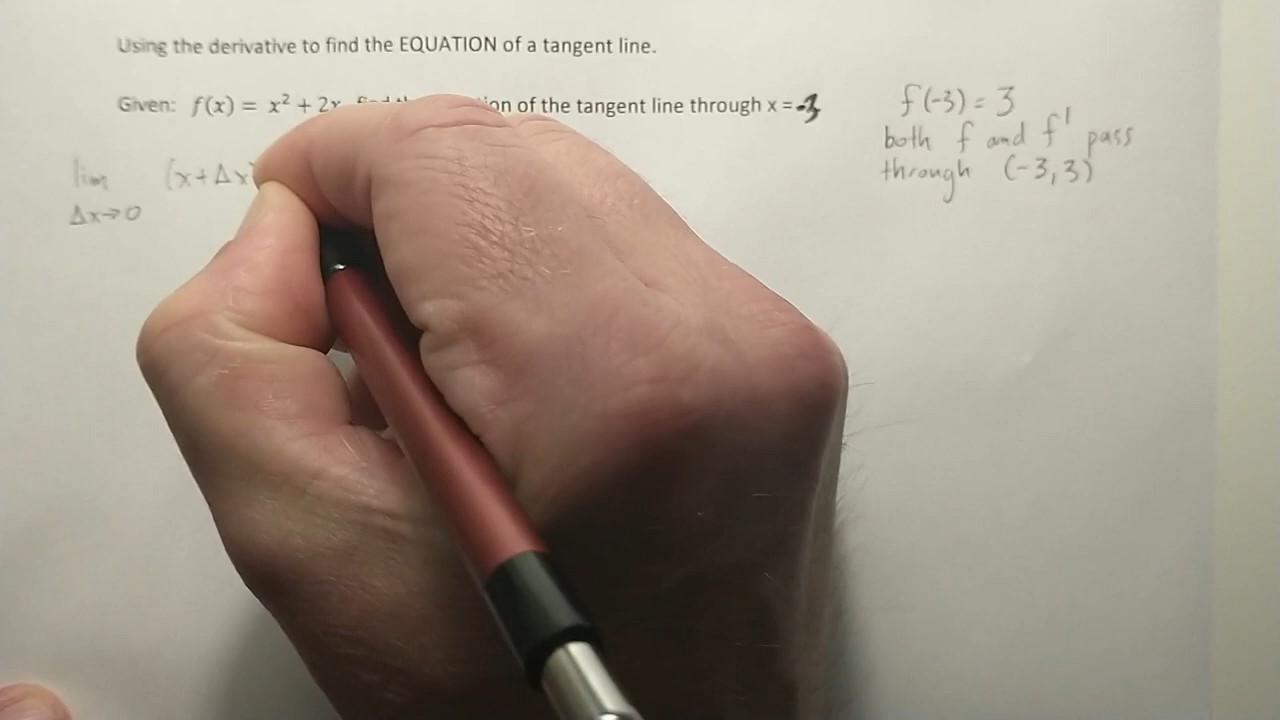 Using the derivative to find the EQUATION of a tangent line.
Given: f(x) = x² + 2x of the tangent line through x = -3
f(-3) = 3
both f and f' pass
through (-3, 3)
lim (x+Δx)
Δx→0